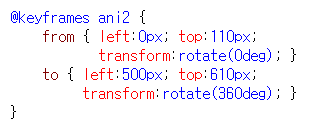 @keyframes ani2 {
    from { left:0px; top:110px;
            transform:rotate(0deg); }
    to { left:500px; top:610px;
          transform:rotate(360deg); }
}